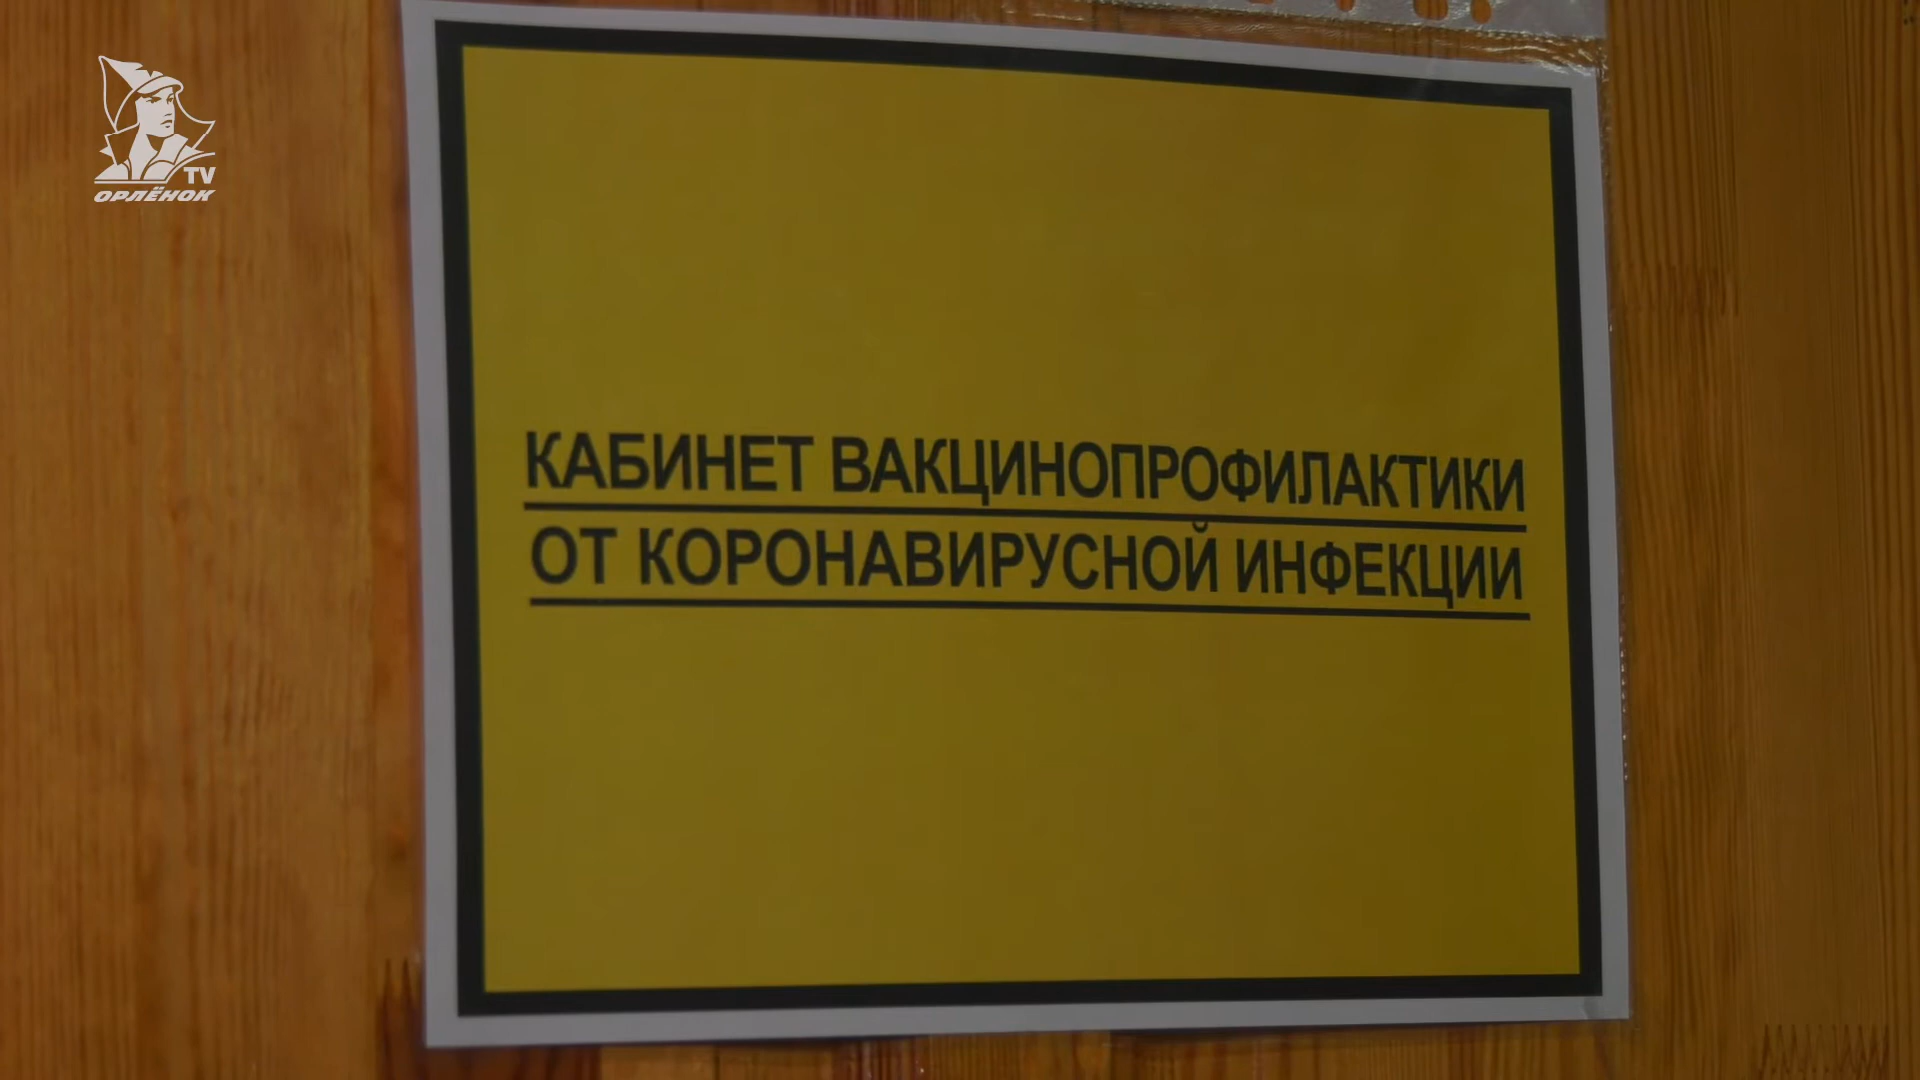 TV
ОРЛЁНОК
КАБИНЕТ ВАКЦИНОПРОФИЛАКТИКИ
ОТ КОРОНАВИРУСНОЙ ИНФЕКЦИИ